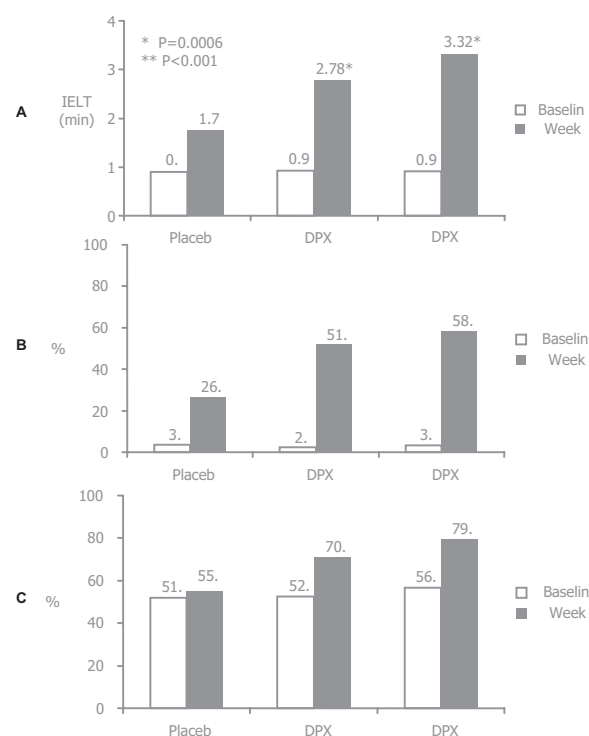 4
* P=0.0006
** P<0.001
3.32*
3
2.78*
A
IELT
(min)
Baselin
Week
2
1.7
1
0.
0.9
0.9
0
Placeb
DPX
DPX
100
80
60
58.
51.
B
%
Baselin
Week
40
26.
20
3.
2.
3.
0
Placeb
DPX
DPX
100
80
79.
70.
60
51.
55.
52.
56.
C
%
Baselin
Week
40
20
0
Placeb
DPX
DPX